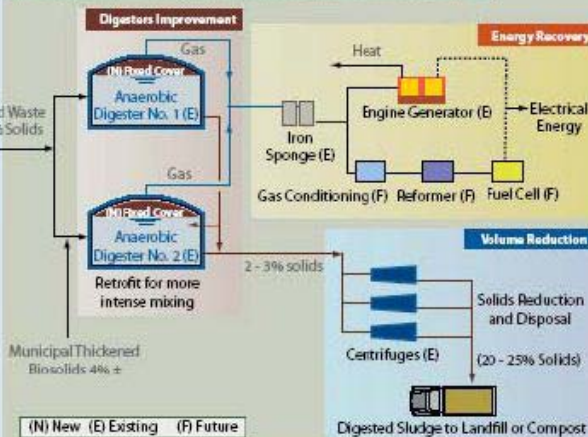 Digesters Improvement
Gas
(N) Fixed Cover
Anaerobic
Digester No. 1 (E)
Waste
Solids
Gas
(N) Fixed Cover
Anaerobic
Digester No. 2 (E)
Retrofit for more
intense mixing
Municipal Thickened
Biosolids 4% ±
(N) New (E) Existing (F) Future
Energy Recovery
Heat
Engine Generator (E)
Electrical
Energy
Iron
Sponge (E)
Gas Conditioning (F)
Reformer (F)
Fuel Cell (F)
Volume Reduction
2 - 3% solids
Centrifuges (E)
Solids Reduction
and Disposal
(20 - 25% Solids)
Digested Sludge to Landfill or Compost